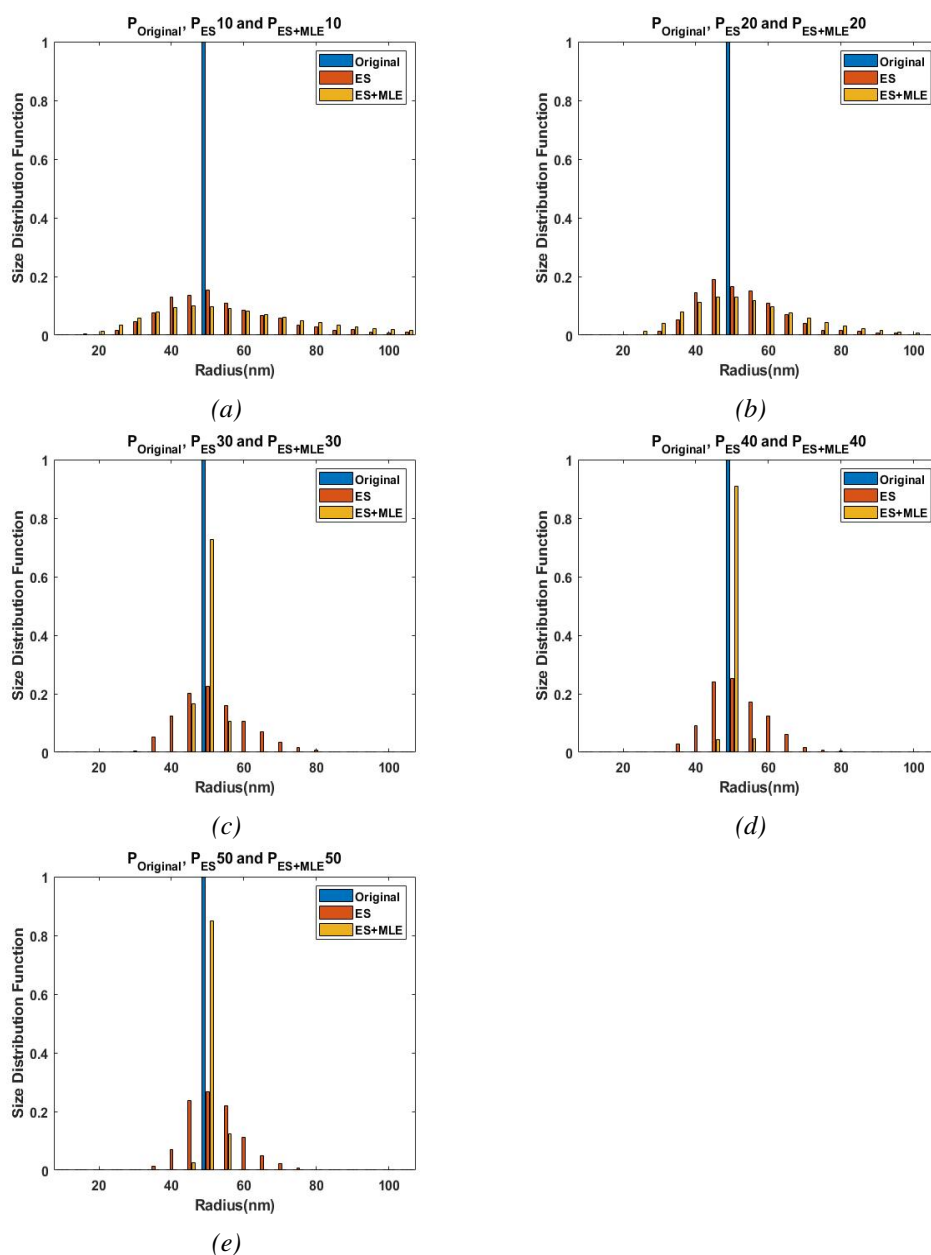 P_Original, P_ES10 and P_ES+MLE10
Size Distribution Function
1
0.8
0.6
0.4
0.2
0
Original
ES
ES+MLE
20 40 60 80 100
Radius(nm)
(a)
P_Original, P_ES20 and P_ES+MLE20
Size Distribution Function
1
0.8
0.6
0.4
0.2
0
Original
ES
ES+MLE
20 40 60 80 100
Radius(nm)
(b)
P_Original, P_ES30 and P_ES+MLE30
Size Distribution Function
1
0.8
0.6
0.4
0.2
0
Original
ES
ES+MLE
20 40 60 80 100
Radius(nm)
(c)
P_Original, P_ES40 and P_ES+MLE40
Size Distribution Function
1
0.8
0.6
0.4
0.2
0
Original
ES
ES+MLE
20 40 60 80 100
Radius(nm)
(d)
P_Original, P_ES50 and P_ES+MLE50
Size Distribution Function
1
0.8
0.6
0.4
0.2
0
Original
ES
ES+MLE
20 40 60 80 100
Radius(nm)
(e)